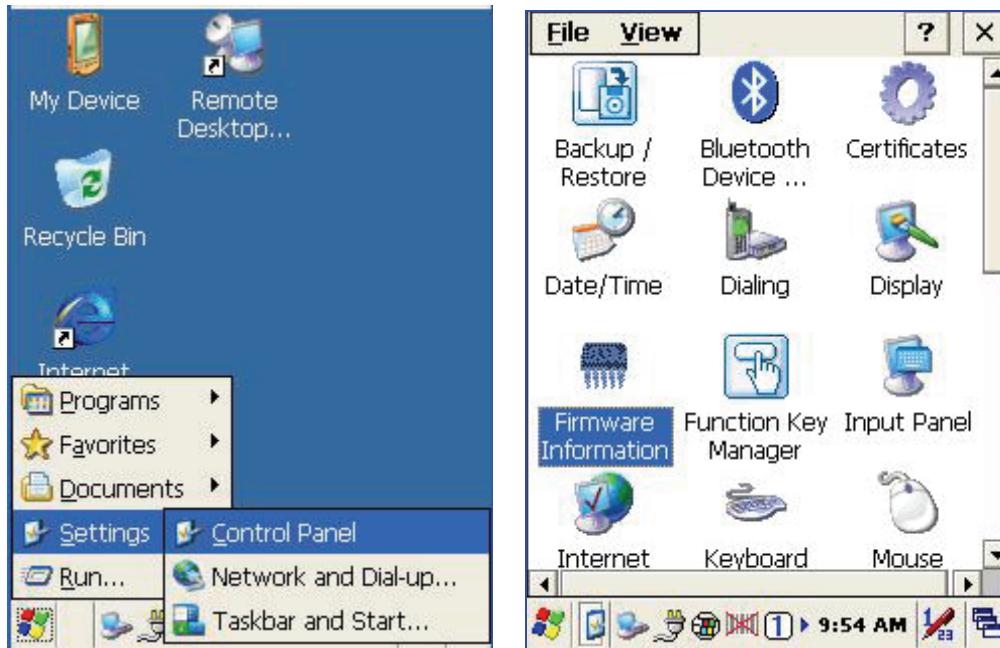 My Device
Remote
Desktop...
Recycle Bin
Internet
Programs
Favorites
Documents
Settings
Run...
Control Panel
Network and Dial-up...
Taskbar and Start...
File View ? ×
Backup /
Restore
Bluetooth
Device ...
Certificates
Date/Time
Dialing
Display
Firmware
Information
Function Key
Manager
Input Panel
Internet
Keyboard
Mouse
1 9:54 AM 23